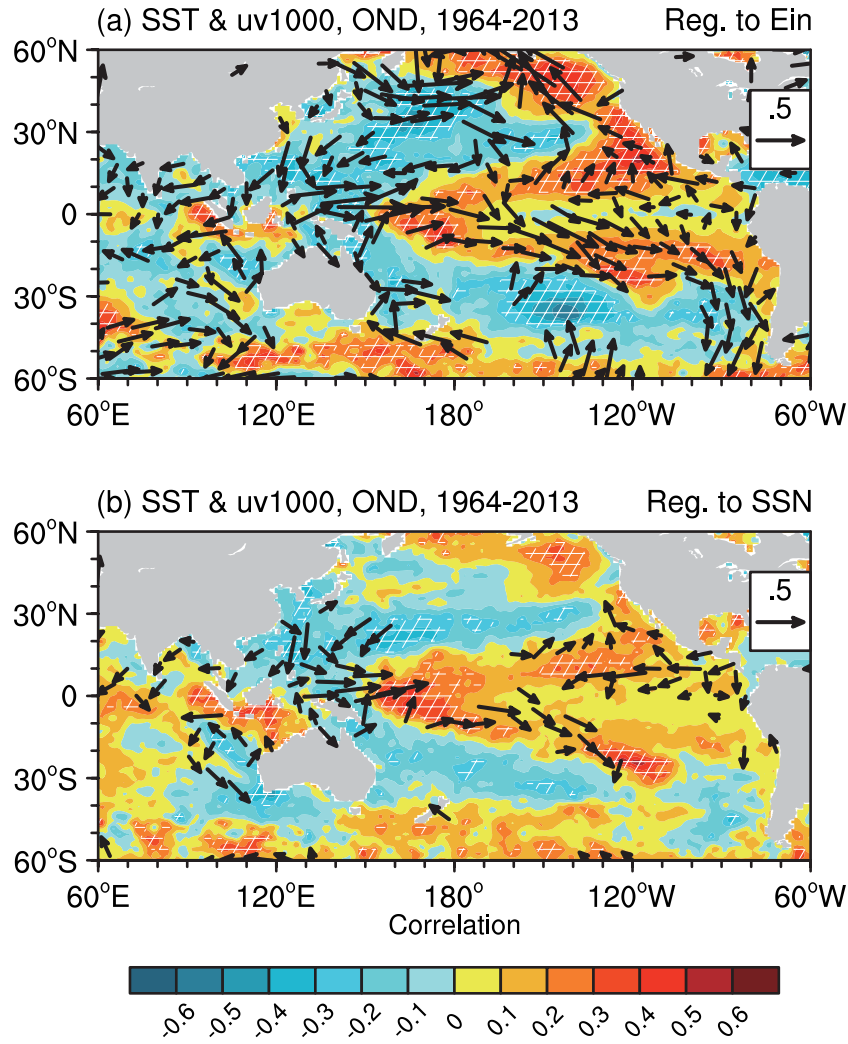 (a) SST & uv1000, OND, 1964-2013 Reg. to Ein
60°N
.5
30°N
0
30°S
60°S
60°E 120°E 180° 120°W 60°W
(b) SST & uv1000, OND, 1964-2013 Reg. to SSN
60°N
.5
30°N
0
30°S
60°S
60°E 120°E 180° 120°W 60°W
Correlation
-0.6 -0.5 -0.4 -0.3 -0.2 -0.1 0 0.1 0.2 0.3 0.4 0.5 0.6